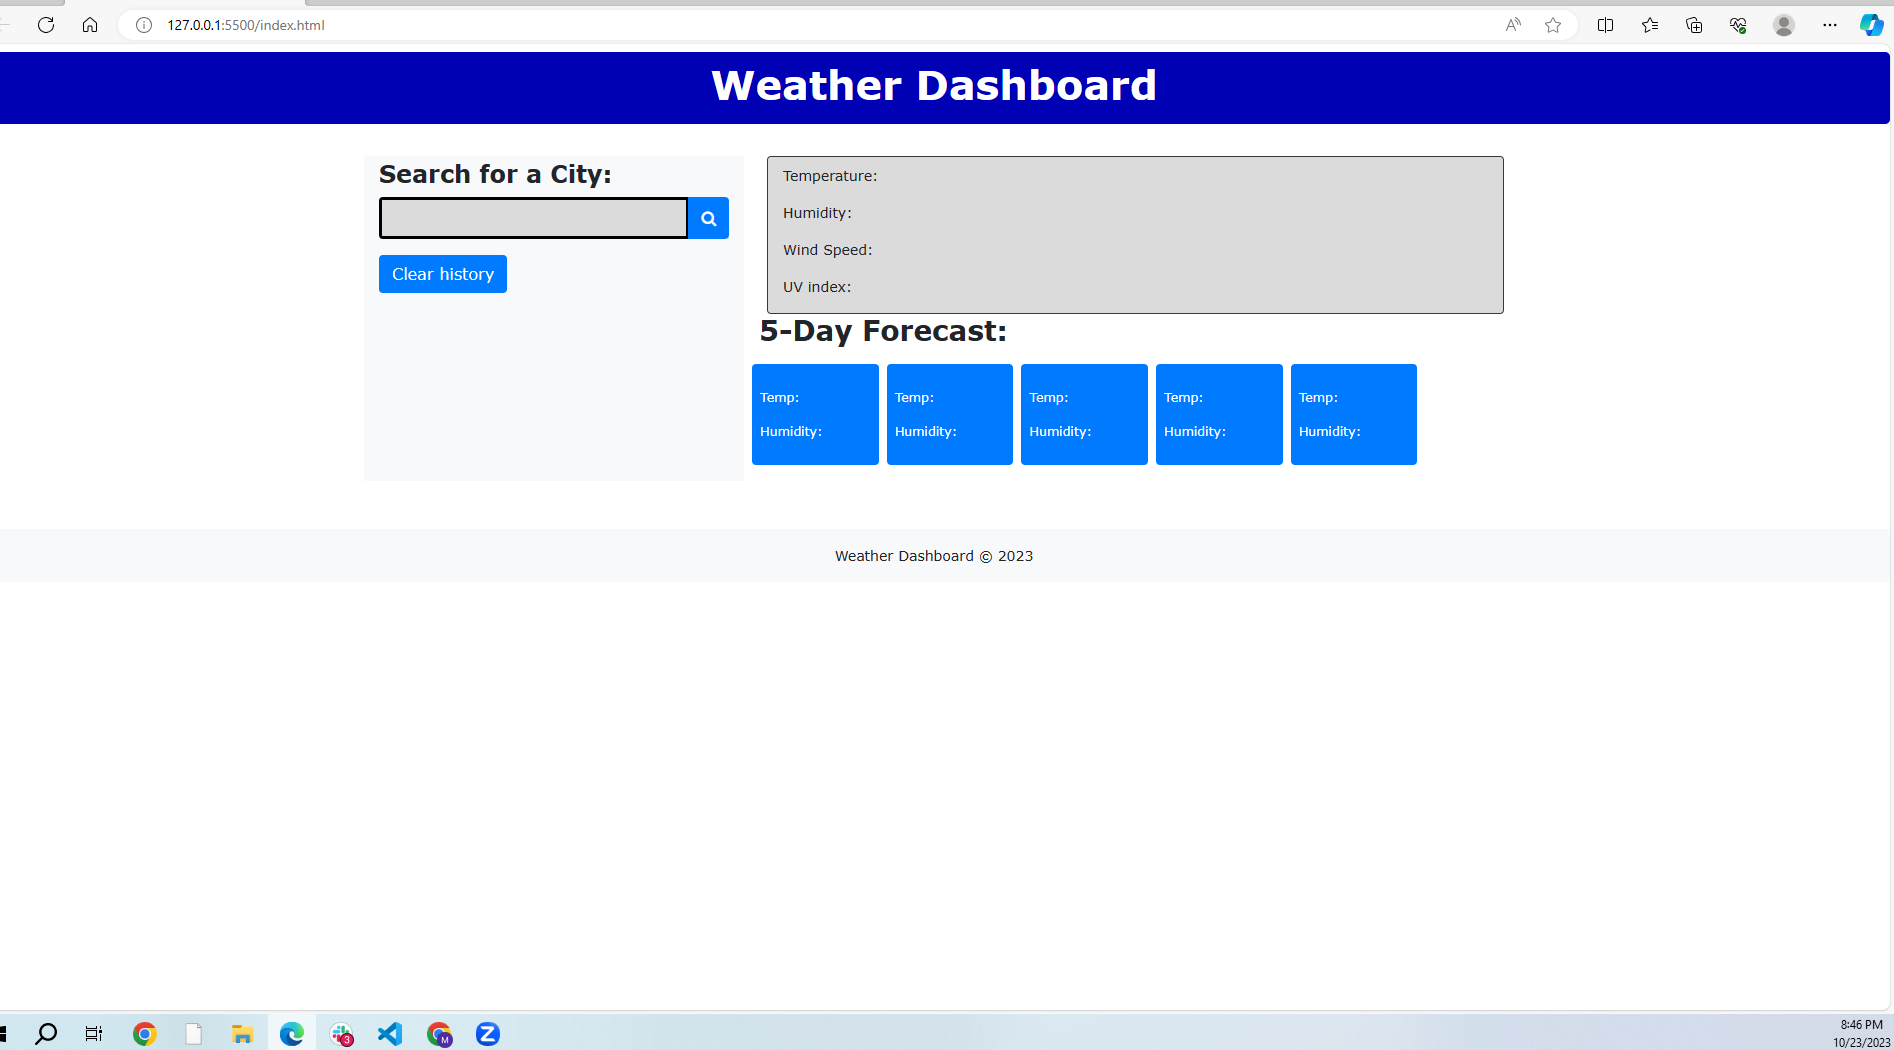 127.0.0.1:5500/index.html
Weather Dashboard
Search for a City:
Clear history
Temperature:
Humidity:
Wind Speed:
UV index:
5-Day Forecast:
Temp: Temp: Temp: Temp: Temp:
Humidity: Humidity: Humidity: Humidity: Humidity:
Weather Dashboard © 2023
3 M Z
8:46 PM
10/23/2023